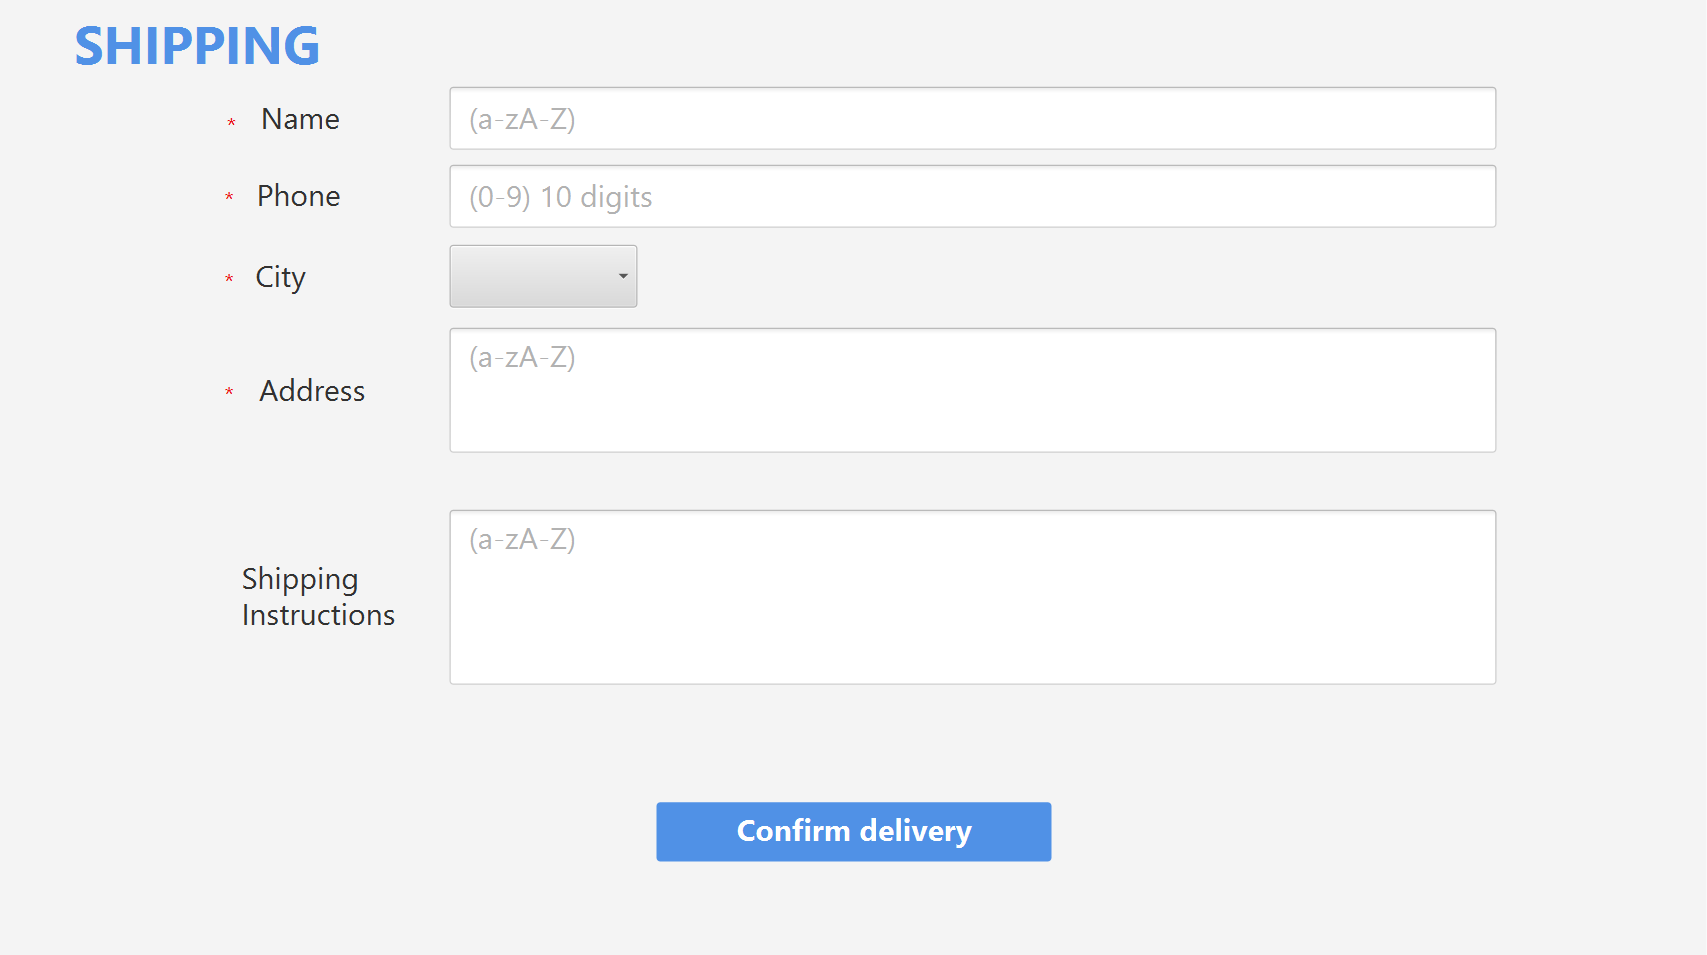 SHIPPING
* Name
(a-zA-Z)
* Phone
(0-9) 10 digits
* City
* Address
(a-zA-Z)
Shipping
Instructions
(a-zA-Z)
Confirm delivery